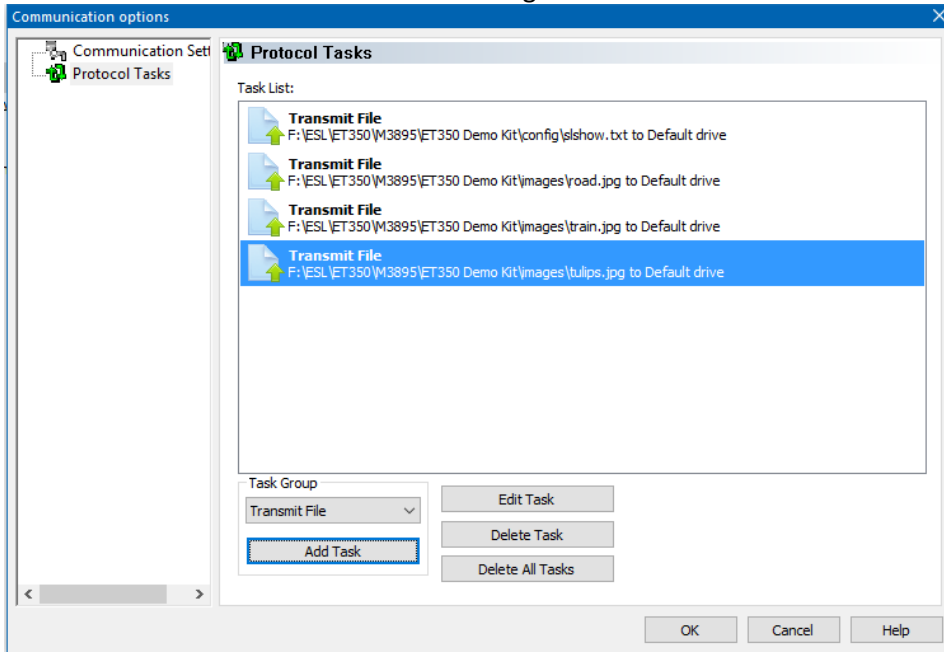 Communication options
Communication Sett
Protocol Tasks
Protocol Tasks
Task List:
Transmit File
F:\ESL\ET350\M3895\ET350 Demo Kit\config\slshow.txt to Default drive
Transmit File
F:\ESL\ET350\M3895\ET350 Demo Kit\images\road.jpg to Default drive
Transmit File
F:\ESL\ET350\M3895\ET350 Demo Kit\images\train.jpg to Default drive
Transmit File
F:\ESL\ET350\M3895\ET350 Demo Kit\images\tulips.jpg to Default drive
Task Group
Transmit File
Add Task
Edit Task
Delete Task
Delete All Tasks
OK Cancel Help